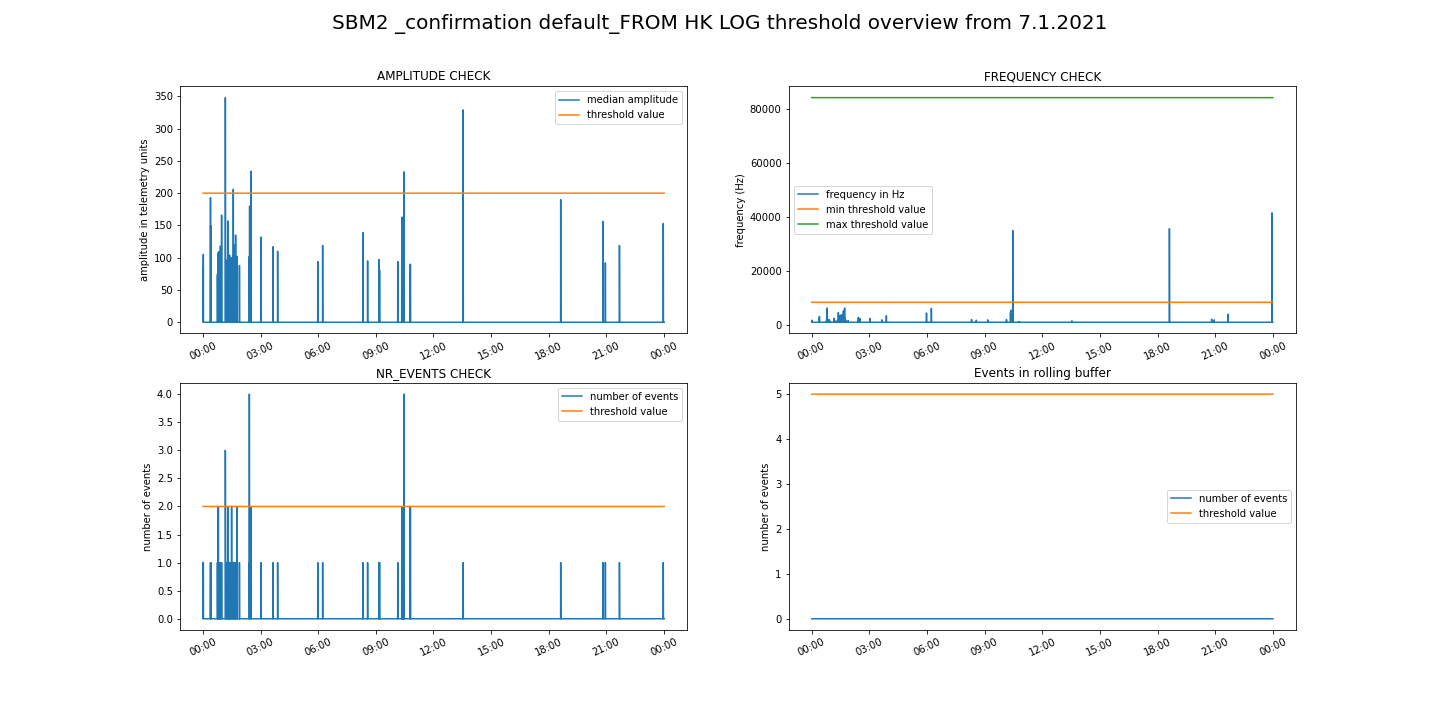 SBM2 _confirmation default_FROM HK LOG threshold overview from 7.1.2021
AMPLITUDE CHECK
amplitude in telemetry units
350
300
250
200
150
100
50
0
median amplitude
threshold value
00:00 03:00 06:00 09:00 12:00 15:00 18:00 21:00 00:00
FREQUENCY CHECK
frequency (Hz)
80000
60000
40000
20000
0
frequency in Hz
min threshold value
max threshold value
00:00 03:00 06:00 09:00 12:00 15:00 18:00 21:00 00:00
NR_EVENTS CHECK
number of events
4.0
3.5
3.0
2.5
2.0
1.5
1.0
0.5
0.0
number of events
threshold value
00:00 03:00 06:00 09:00 12:00 15:00 18:00 21:00 00:00
Events in rolling buffer
number of events
5
4
3
2
1
0
number of events
threshold value
00:00 03:00 06:00 09:00 12:00 15:00 18:00 21:00 00:00